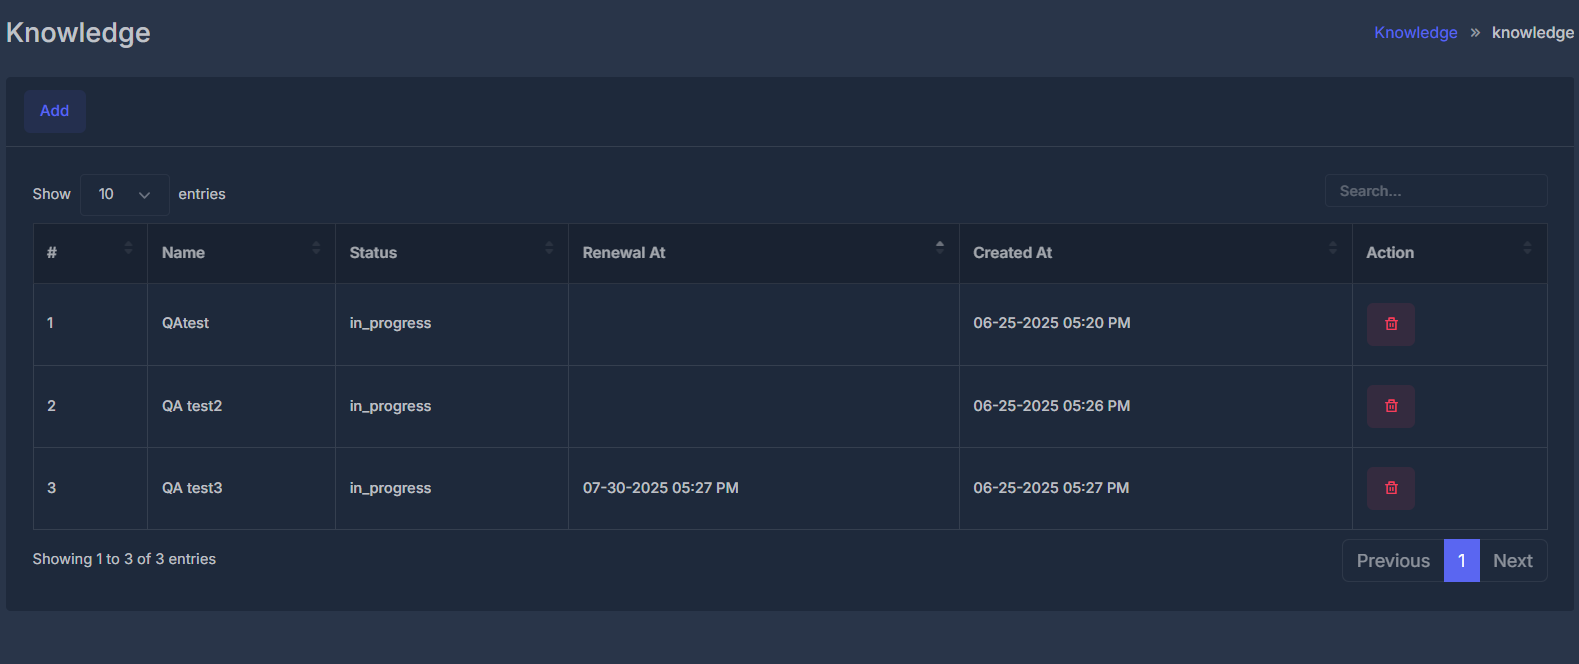 Knowledge
Knowledge » knowledge
Add
Show 10 entries
Search...
# Name Status Renewal At Created At Action
1 QAtest in_progress 06-25-2025 05:20 PM
2 QA test2 in_progress 06-25-2025 05:26 PM
3 QA test3 in_progress 07-30-2025 05:27 PM 06-25-2025 05:27 PM
Showing 1 to 3 of 3 entries
Previous 1 Next